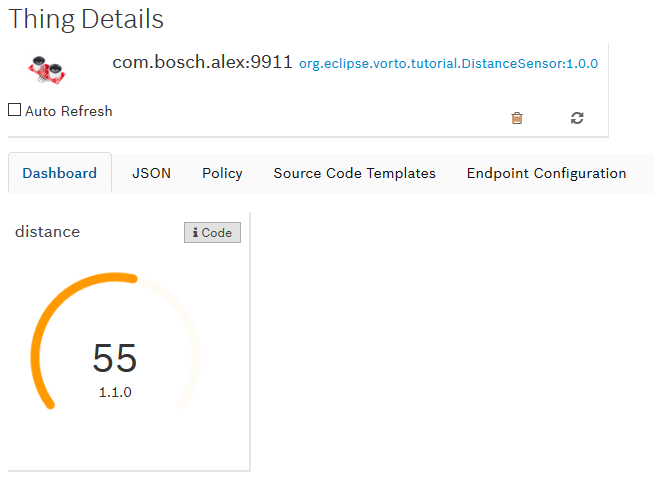 Thing Details
com.bosch.alex:9911 org.eclipse.vorto.tutorial.DistanceSensor:1.0.0
Auto Refresh
Dashboard JSON Policy Source Code Templates Endpoint Configuration
distance
Code
55
1.1.0